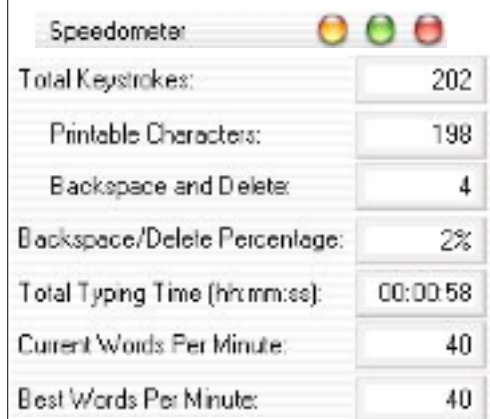 Speedometer
Total Keystrokes: 202
Printable Characters: 198
Backspace and Delete: 4
Backspace/Delete Percentage: 2%
Total Typing Time (hh:mm:ss): 00:00:58
Current Words Per Minute: 40
Best Words Per Minute: 40